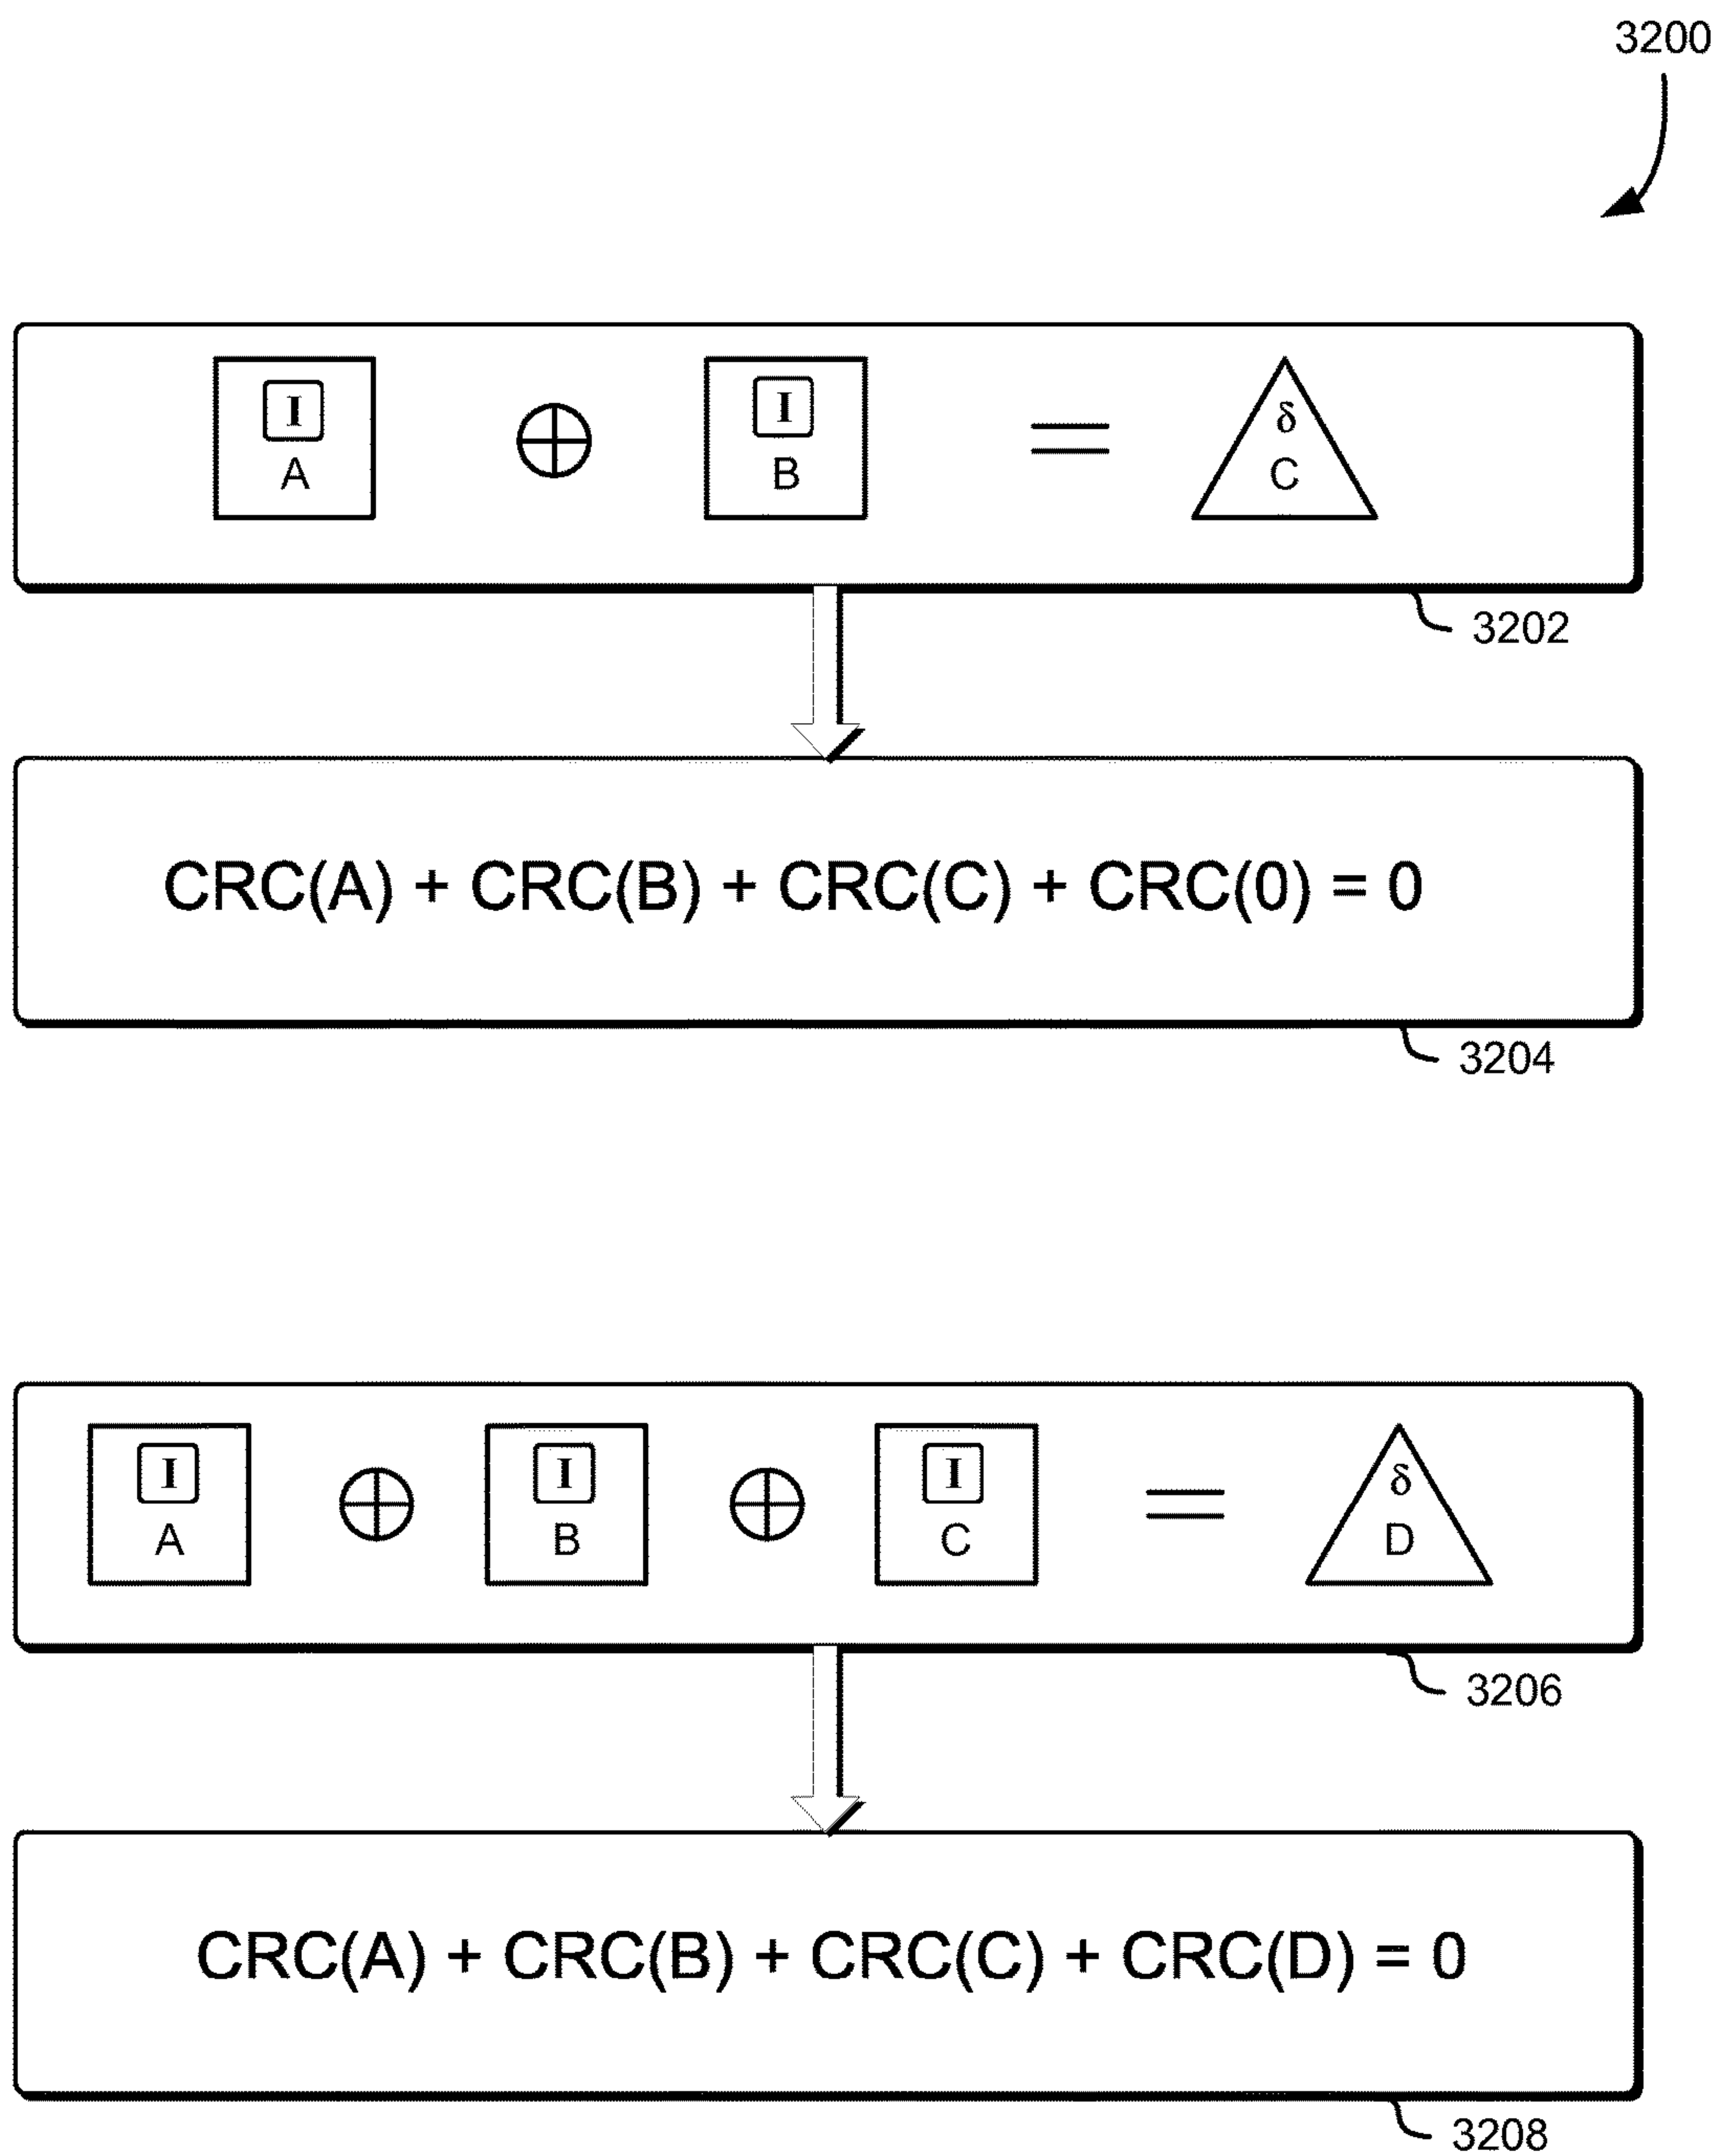 3200
I I δ
A ⊕ B = C
3202
CRC(A) + CRC(B) + CRC(C) + CRC(0) = 0
3204
I I I δ
A ⊕ B ⊕ C = D
3206
CRC(A) + CRC(B) + CRC(C) + CRC(D) = 0
3208